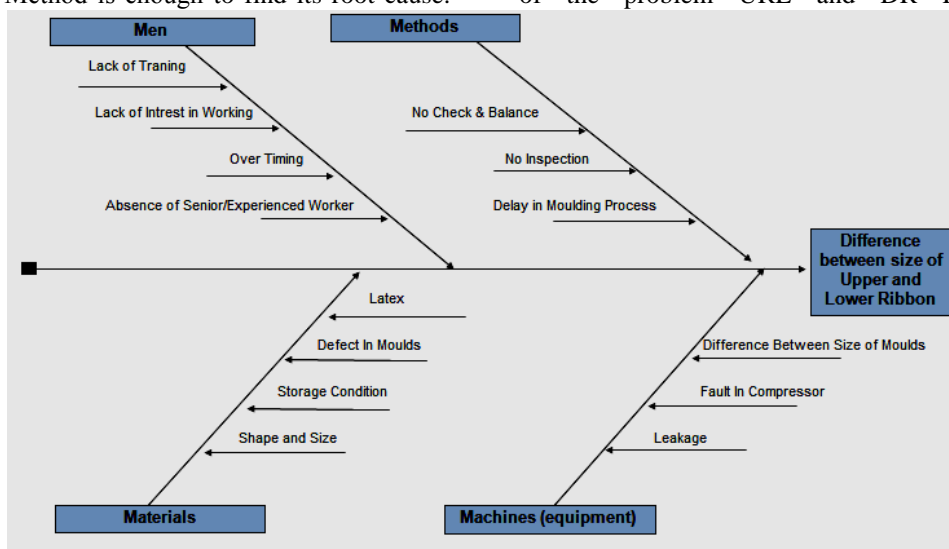 Method is enough to find its root cause.
of the problem URE and DR
Men
Methods
Lack of Traning
Lack of Intrest in Working
Over Timing
Absence of Senior/Experienced Worker
No Check & Balance
No Inspection
Delay in Moulding Process
Difference
between size of
Upper and
Lower Ribbon
Latex
Defect In Moulds
Storage Condition
Shape and Size
Difference Between Size of Moulds
Fault In Compressor
Leakage
Materials
Machines (equipment)